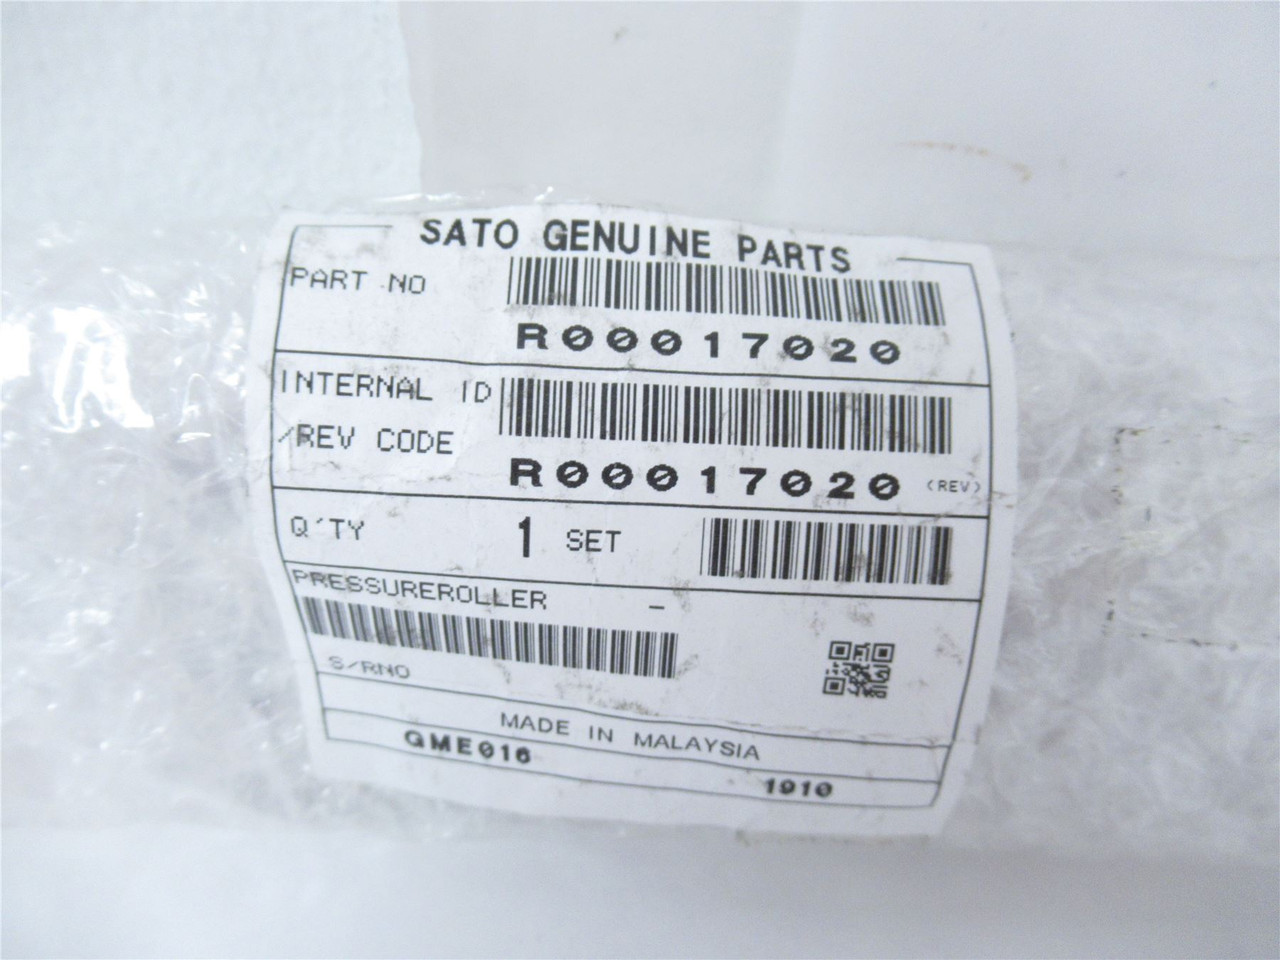 SATO GENUINE PARTS
PART NO
R00017020
INTERNAL ID
/REV CODE
R00017020 (REV)
Q'TY 1 SET
PRESSUREROLLER -
S/RNO
MADE IN MALAYSIA
QME016
1910